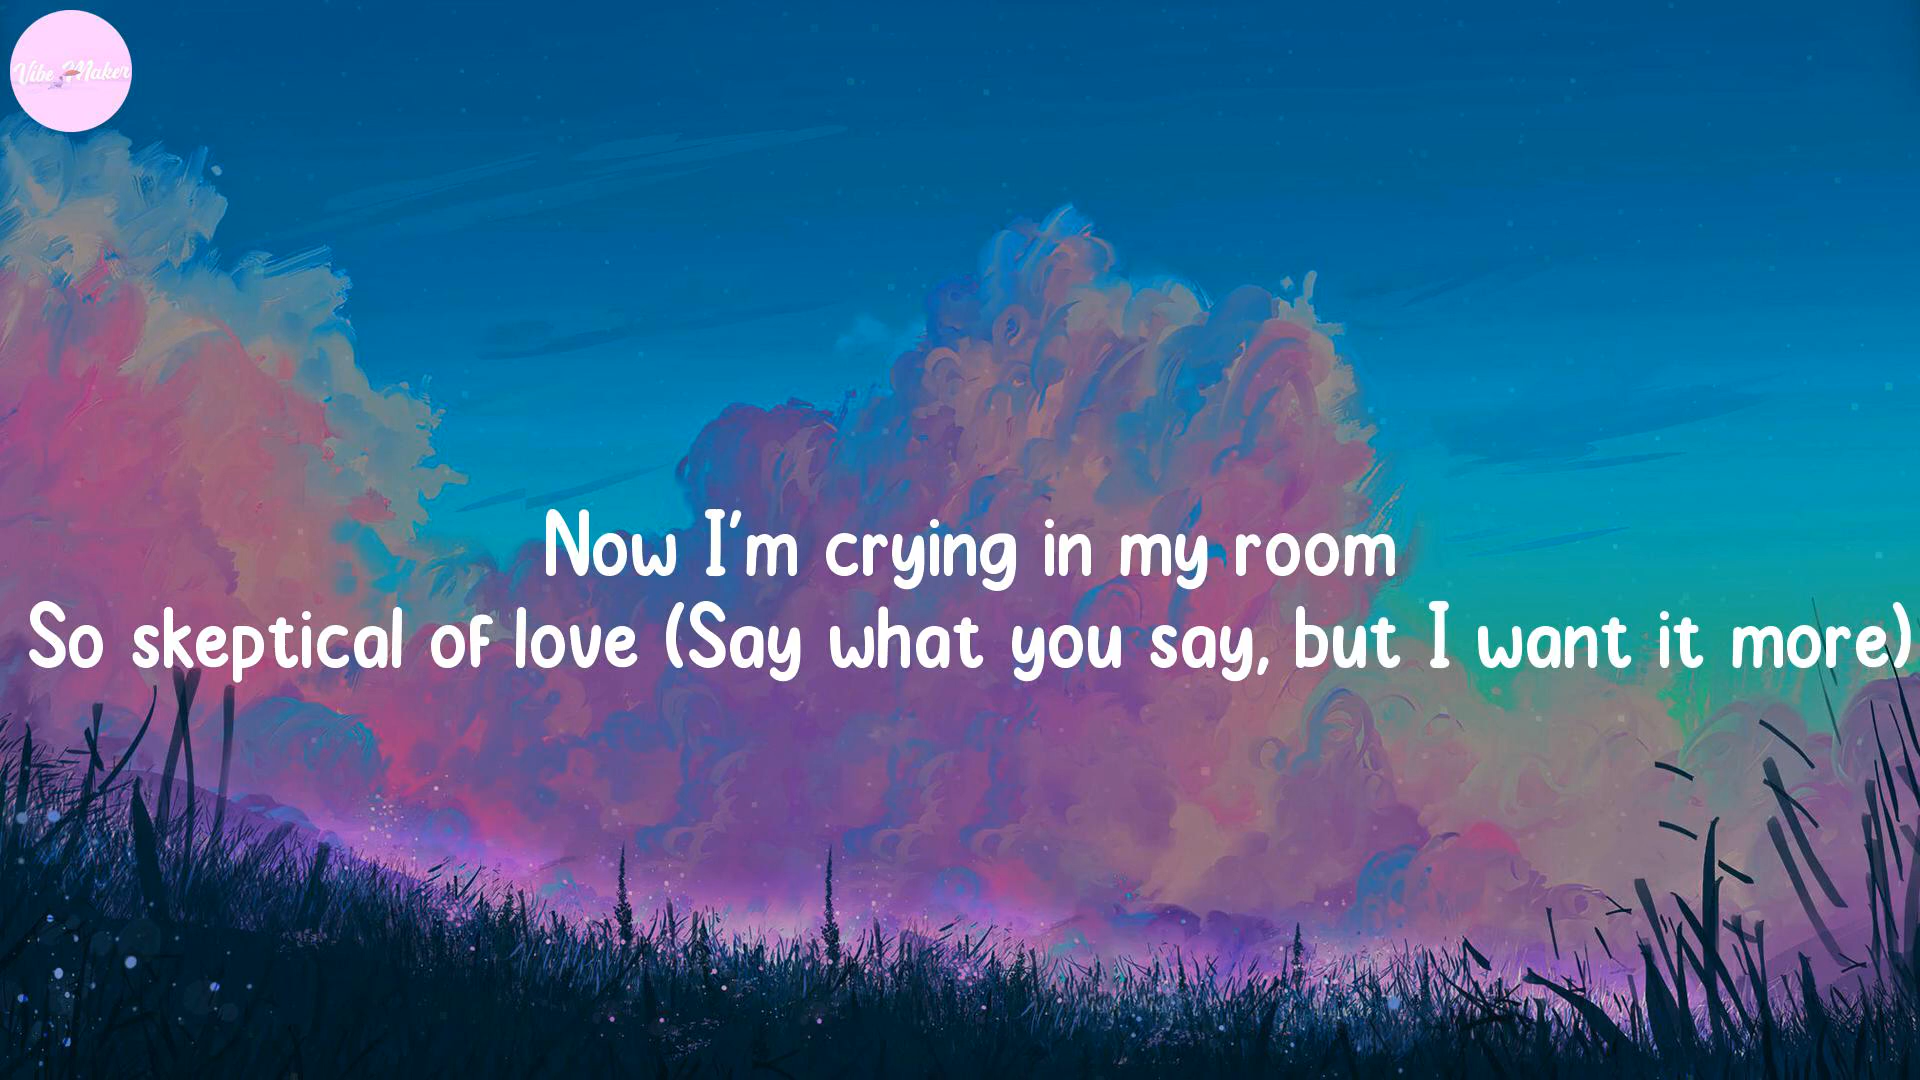 Vibe Maker
Now I'm crying in my room
So skeptical of love (Say what you say, but I want it more)